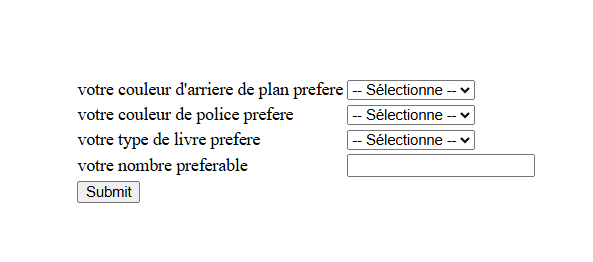 votre couleur d'arriere de plan prefere -- Sélectionne --
votre couleur de police prefere -- Sélectionne --
votre type de livre prefere -- Sélectionne --
votre nombre preferable
Submit